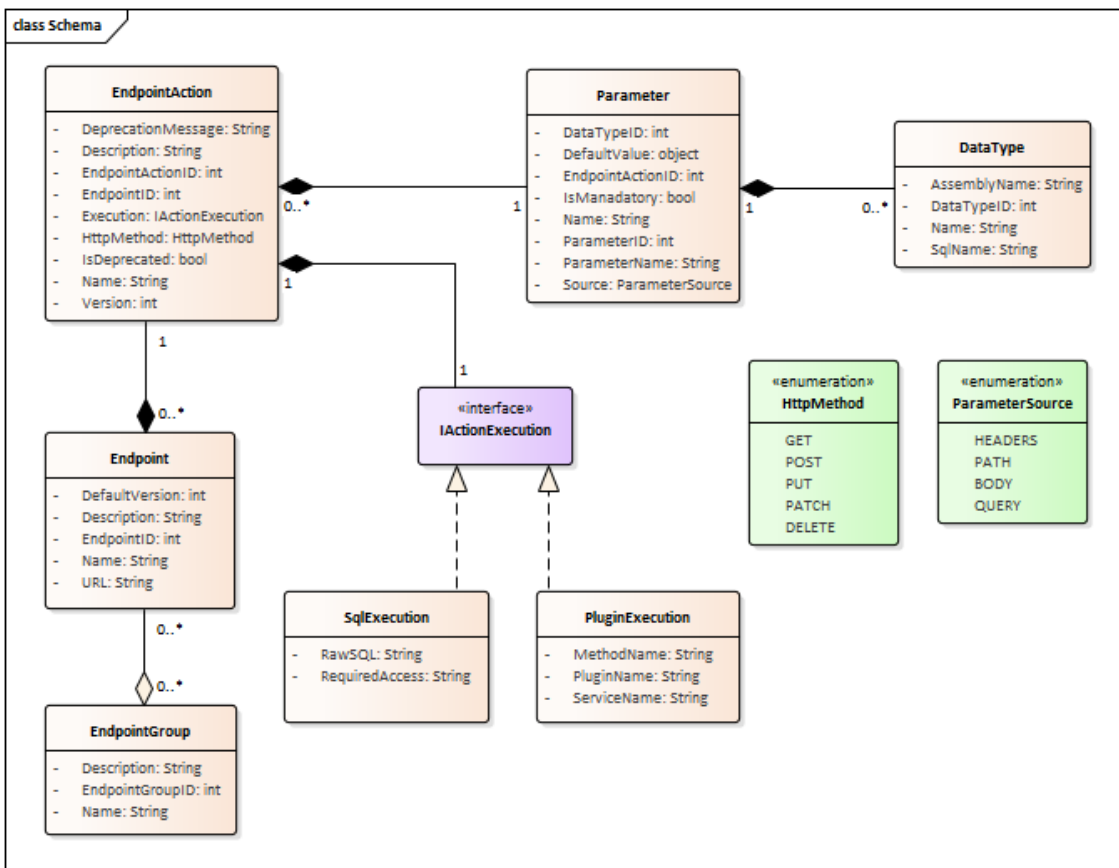 class Schema
EndpointAction
- DeprecationMessage: String
- Description: String
- EndpointActionID: int
- EndpointID: int
- Execution: IActionExecution
- HttpMethod: HttpMethod
- IsDeprecated: bool
- Name: String
- Version: int
0..*
1
1
Parameter
- DataTypeID: int
- DefaultValue: object
- EndpointActionID: int
- IsManadatory: bool
- Name: String
- ParameterID: int
- ParameterName: String
- Source: ParameterSource
1
0..*
DataType
- AssemblyName: String
- DataTypeID: int
- Name: String
- SqlName: String
1
0..*
1
«interface»
IActionExecution
«enumeration»
HttpMethod
GET
POST
PUT
PATCH
DELETE
«enumeration»
ParameterSource
HEADERS
PATH
BODY
QUERY
Endpoint
- DefaultVersion: int
- Description: String
- EndpointID: int
- Name: String
- URL: String
0..*
0..*
SqlExecution
- RawSQL: String
- RequiredAccess: String
PluginExecution
- MethodName: String
- PluginName: String
- ServiceName: String
EndpointGroup
- Description: String
- EndpointGroupID: int
- Name: String